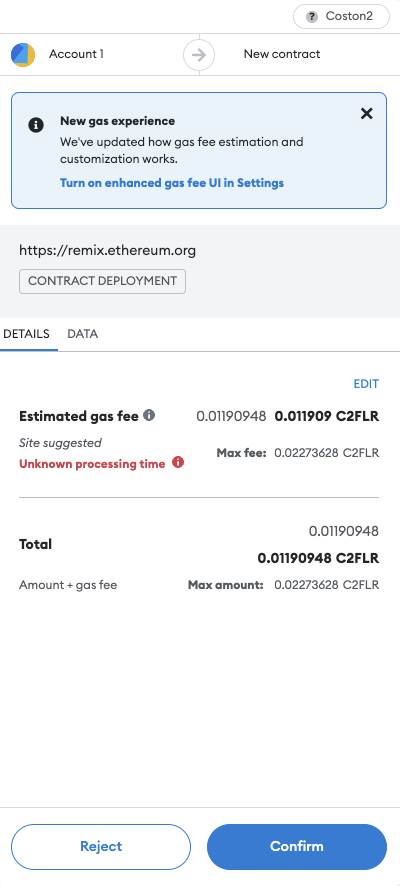 Coston2
Account 1
New contract
New gas experience
We've updated how gas fee estimation and
customization works.
Turn on enhanced gas fee UI in Settings
https://remix.ethereum.org
CONTRACT DEPLOYMENT
DETAILS DATA
EDIT
Estimated gas fee 0.01190948 0.011909 C2FLR
Site suggested
Max fee: 0.02273628 C2FLR
Unknown processing time
0.01190948
Total
0.01190948 C2FLR
Amount + gas fee Max amount: 0.02273628 C2FLR
Reject Confirm